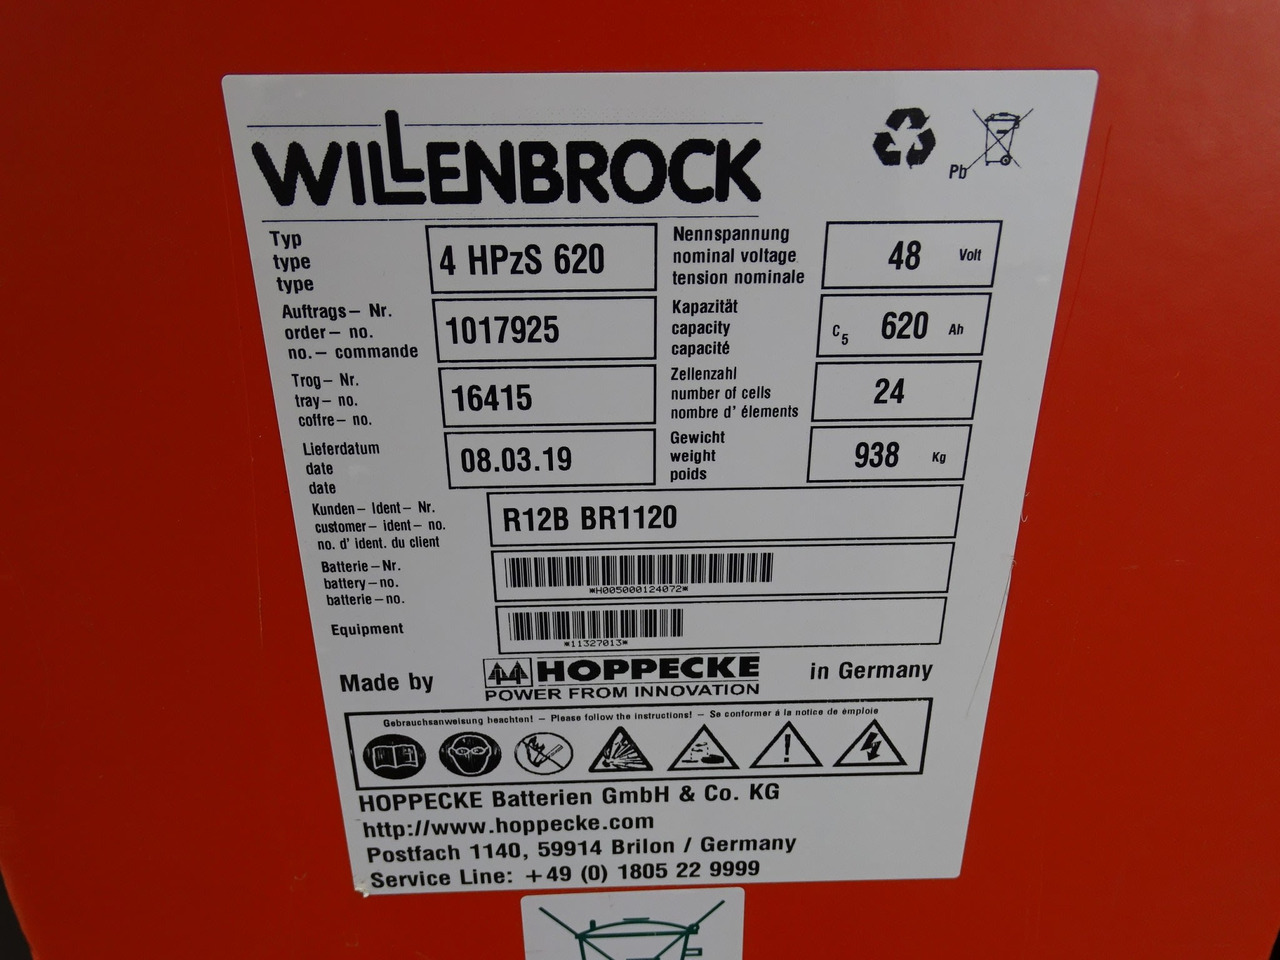 WILLENBROCK
Pb
Typ
type
type
4 HPzS 620
Nennspannung
nominal voltage
tension nominale
48 Volt
Auftrags- Nr.
order- no.
no.- commande
1017925
Kapazität
capacity
capacité
C5 620 Ah
Trog- Nr.
tray- no.
coffre- no.
16415
Zellenzahl
number of cells
nombre d' élements
24
Lieferdatum
date
date
08.03.19
Gewicht
weight
poids
938 Kg
Kunden- Ident- Nr.
customer- ident- no.
no. d' ident. du client
R12B BR1120
Batterie-Nr.
battery-no.
batterie-no.
*H005000124072*
Equipment
*11327013*
Made by
HOPPECKE
POWER FROM INNOVATION
in Germany
Gebrauchsanweisung beachten! - Please follow the instructions! - Se conformer á la notice de émploie
HOPPECKE Batterien GmbH & Co. KG
http://www.hoppecke.com
Postfach 1140, 59914 Brilon / Germany
Service Line: +49 (0) 1805 22 9999